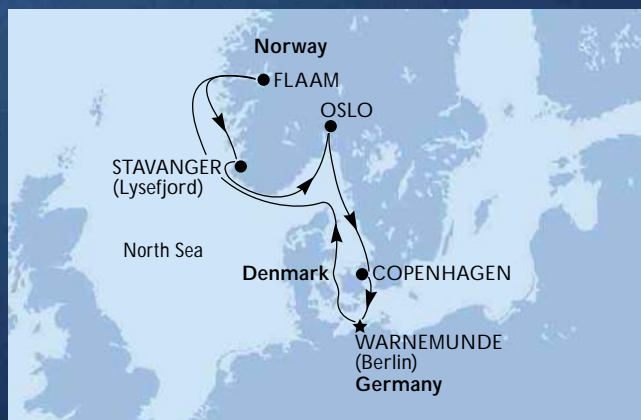 Norway
FLAAM
OSLO
STAVANGER
(Lysefjord)
North Sea
Denmark
COPENHAGEN
WARNEMUNDE
(Berlin)
Germany